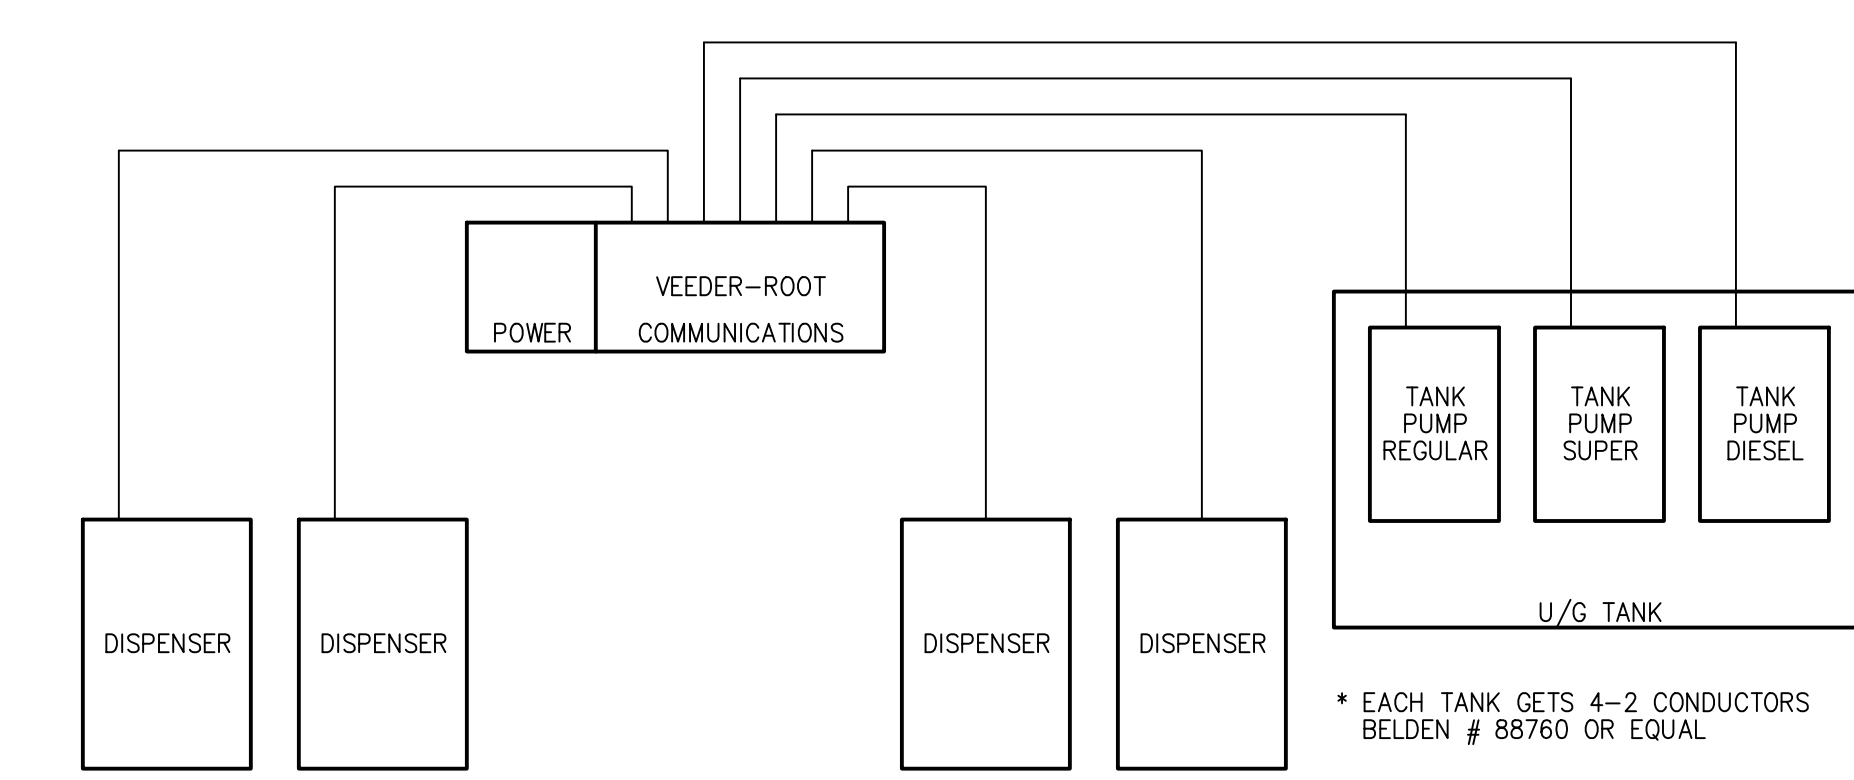 VEEDER-ROOT
POWER
COMMUNICATIONS
TANK
PUMP
REGULAR
TANK
PUMP
SUPER
TANK
PUMP
DIESEL
U/G TANK
DISPENSER
DISPENSER
DISPENSER
DISPENSER
* EACH TANK GETS 4-2 CONDUCTORS
BELDEN # 88760 OR EQUAL